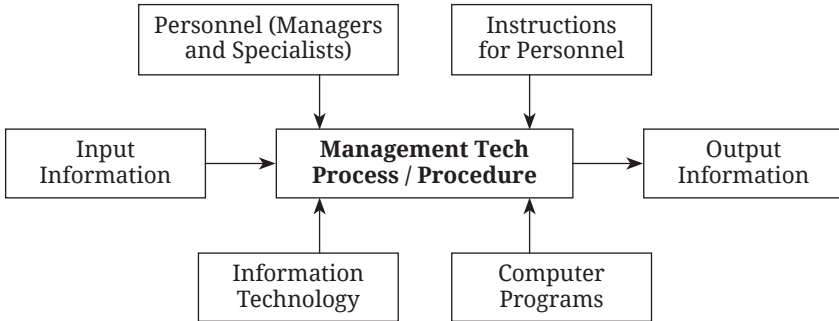 Personnel (Managers
and Specialists)
Instructions
for Personnel
Input
Information
Management Tech
Process / Procedure
Output
Information
Information
Technology
Computer
Programs